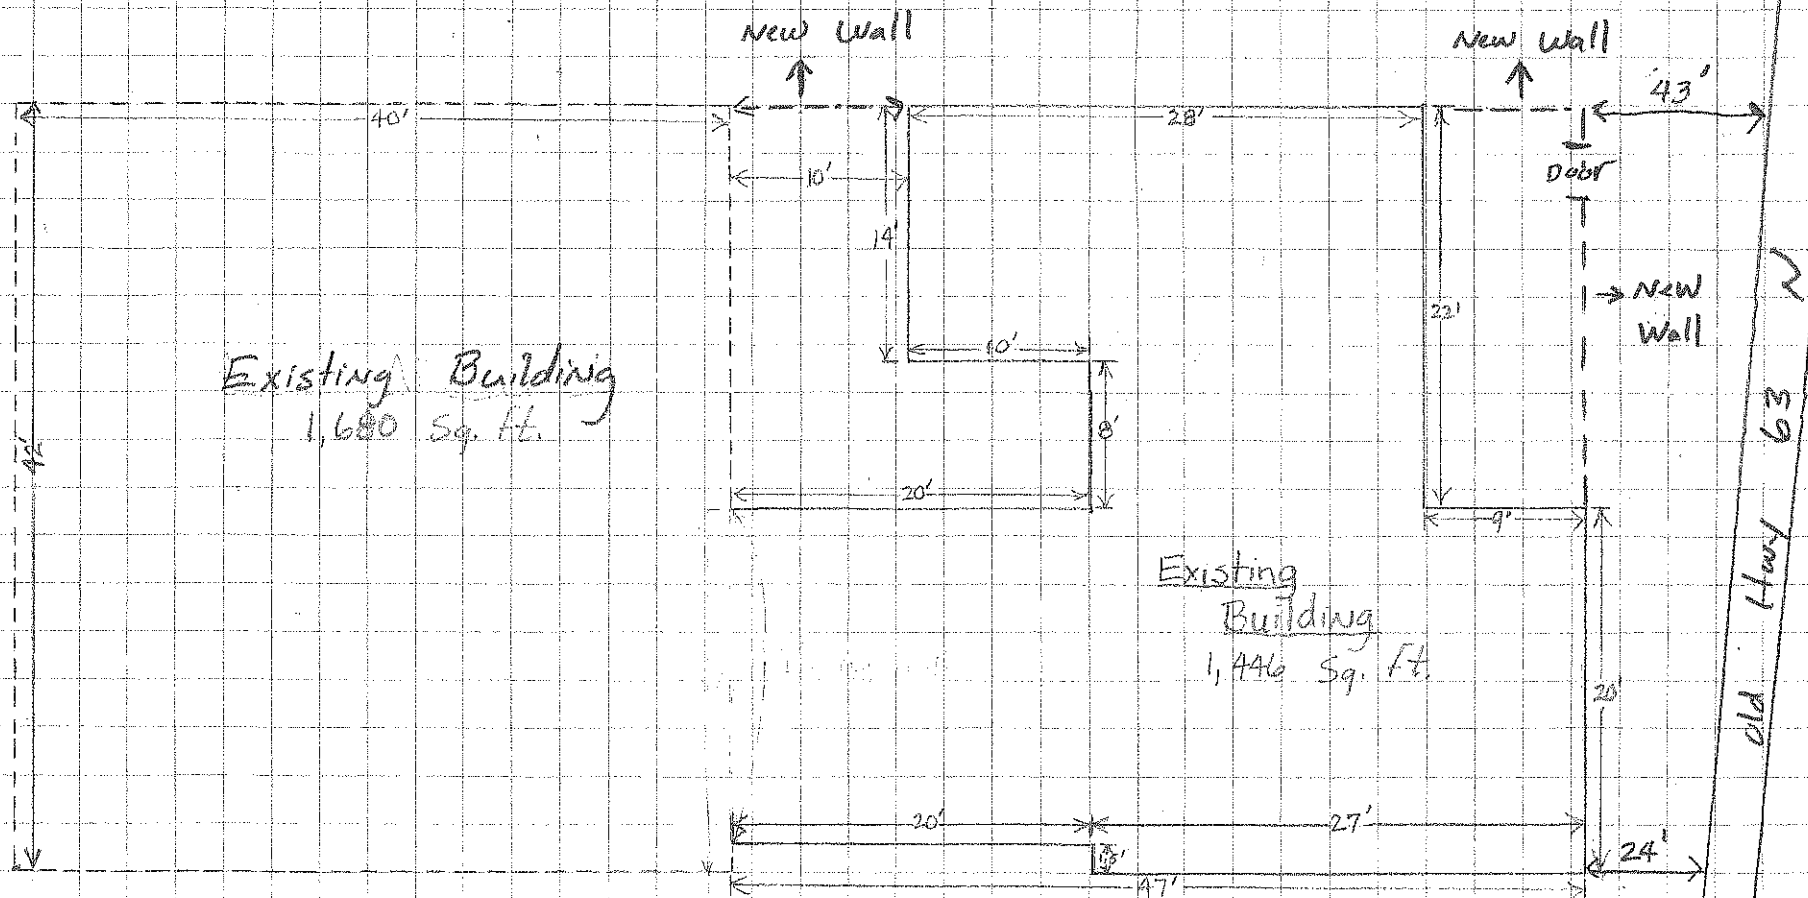 New Wall
New Wall
43'
40'
28'
10'
Door
14'
New
Wall
22'
10'
Existing Building
1,680 Sq. ft.
8'
42'
20'
9'
Existing
Building
1,446 Sq. ft.
20'
20'
27'
24'
47'
Old Hwy 63 N